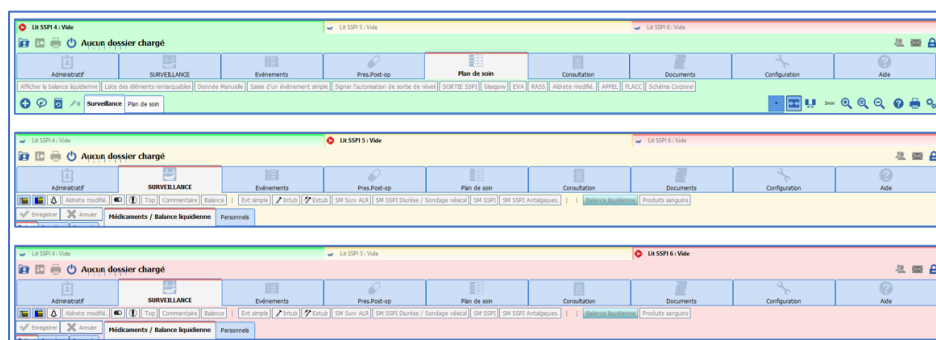 Lit SSPI 4 : Vide Lit SSPI 5 : Vide Lit SSPI 6 : Vide
Aucun dossier chargé
Administratif SURVEILLANCE Evénements Pres.Post-op Plan de soin Consultation Documents Configuration Aide
Afficher la balance liquidienne Liste des éléments remarquables Donnée Manuelle Saisie d'un événement simple Signer l'autorisation de sortie de réveil SORTIE SSPI Glasgow EVA RASS Aldrete modifié. APFEL FLACC Schéma Corporel
Surveillance Plan de soin 5min
Lit SSPI 4 : Vide Lit SSPI 5 : Vide Lit SSPI 6 : Vide
Aucun dossier chargé
Administratif SURVEILLANCE Evénements Pres.Post-op Plan de soin Consultation Documents Configuration Aide
Aldrete modifié. Top Commentaire Balance Evt simple Intub Extub SM Surv ALR SM SSPI Diurèse / Sondage vésical SM SSPI SM SSPI Antalgiques. Balance liquidienne Produits sanguins
Enregistrer Annuler Médicaments / Balance liquidienne Personnels
Lit SSPI 4 : Vide Lit SSPI 5 : Vide Lit SSPI 6 : Vide
Aucun dossier chargé
Administratif SURVEILLANCE Evénements Pres.Post-op Plan de soin Consultation Documents Configuration Aide
Aldrete modifié. Top Commentaire Balance Evt simple Intub Extub SM Surv ALR SM SSPI Diurèse / Sondage vésical SM SSPI SM SSPI Antalgiques. Balance liquidienne Produits sanguins
Enregistrer Annuler Médicaments / Balance liquidienne Personnels